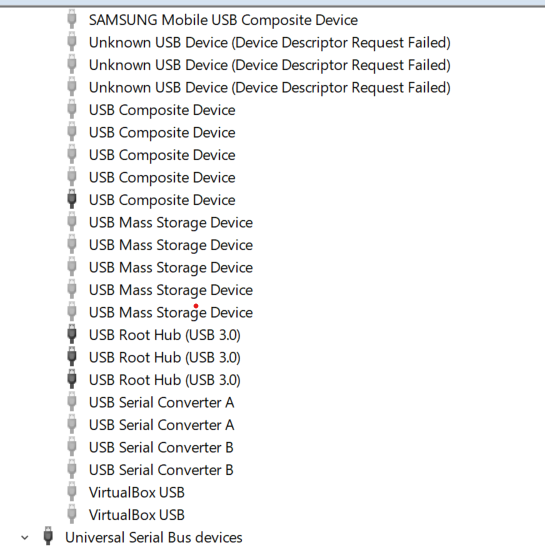 SAMSUNG Mobile USB Composite Device
Unknown USB Device (Device Descriptor Request Failed)
Unknown USB Device (Device Descriptor Request Failed)
Unknown USB Device (Device Descriptor Request Failed)
USB Composite Device
USB Composite Device
USB Composite Device
USB Composite Device
USB Composite Device
USB Mass Storage Device
USB Mass Storage Device
USB Mass Storage Device
USB Mass Storage Device
USB Mass Storage Device
USB Root Hub (USB 3.0)
USB Root Hub (USB 3.0)
USB Root Hub (USB 3.0)
USB Serial Converter A
USB Serial Converter A
USB Serial Converter B
USB Serial Converter B
VirtualBox USB
VirtualBox USB
Universal Serial Bus devices